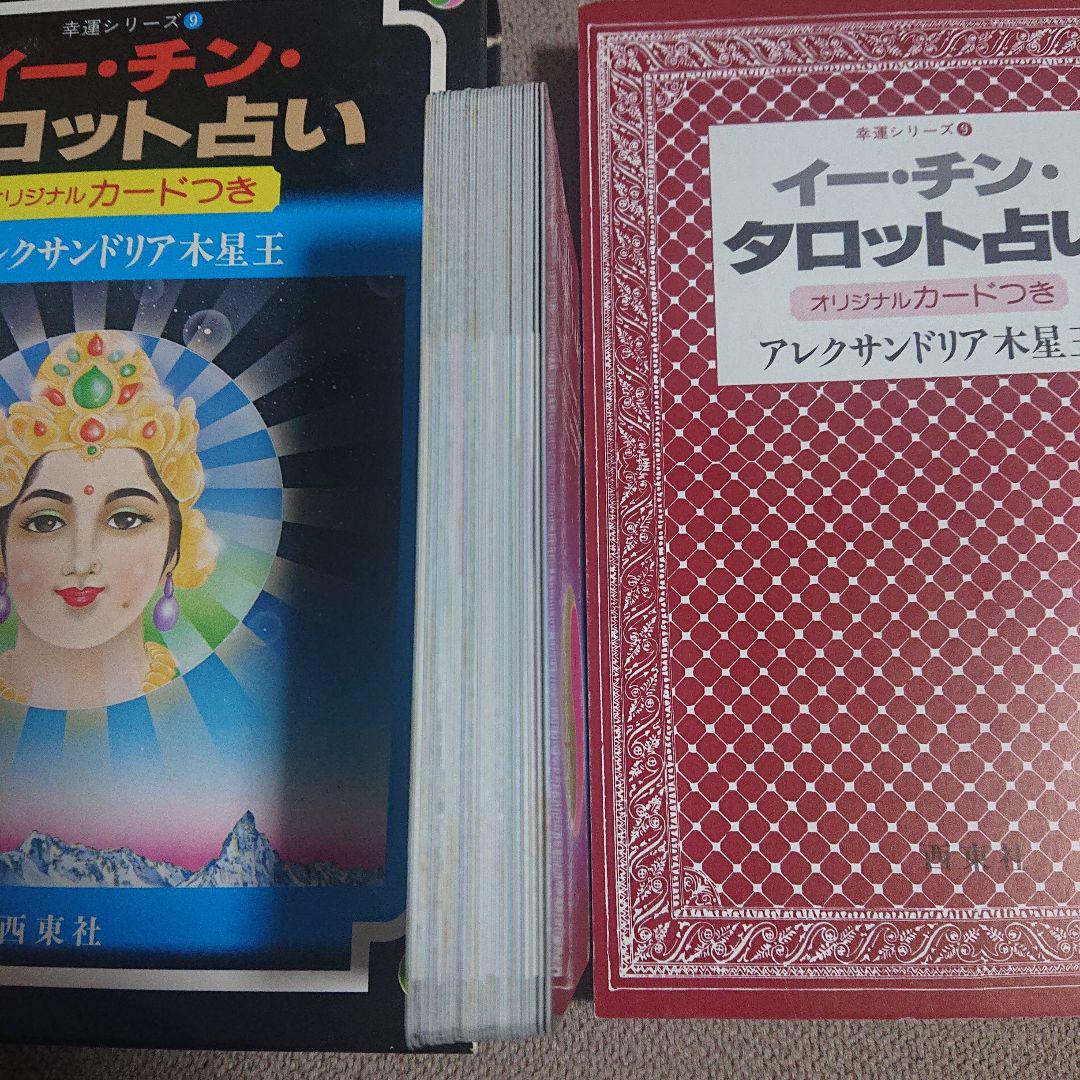 幸運シリーズ9
イー・チン・
タロット占い
オリジナルカードつき
アレクサンドリア木星王
西東社
幸運シリーズ9
イー・チン・
タロット占い
オリジナルカードつき
アレクサンドリア木星王
西東社